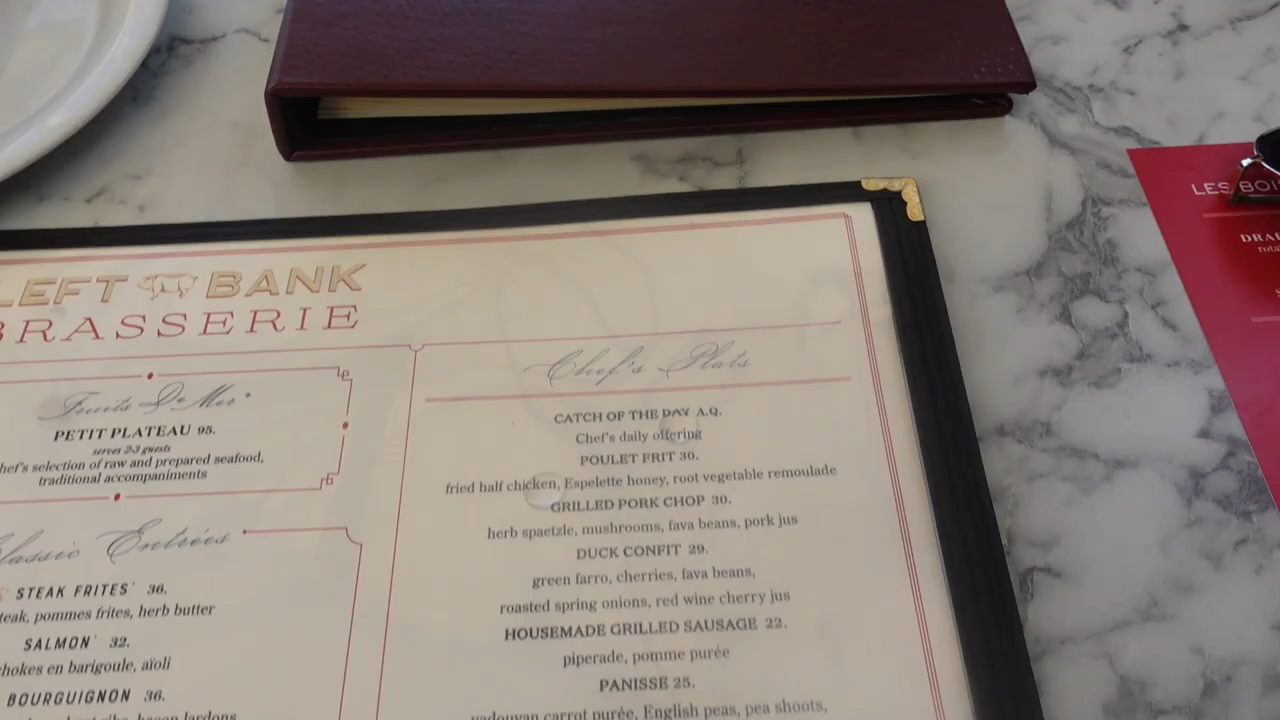 LEFT BANK
BRASSERIE
Fruits De Mer*
PETIT PLATEAU 95.
serves 2-3 guests
chef's selection of raw and prepared seafood,
traditional accompaniments
Classic Entrées
STEAK FRITES* 36.
steak, pommes frites, herb butter
SALMON* 32.
en barigoule, aïoli
BOURGUIGNON 36.
bacon lardons
Chef's Plats
CATCH OF THE DAY A.Q.
Chef's daily offering
POULET FRIT 30.
fried half chicken, Espelette honey, root vegetable remoulade
GRILLED PORK CHOP 30.
herb spaetzle, mushrooms, fava beans, pork jus
DUCK CONFIT 29.
green farro, cherries, fava beans,
roasted spring onions, red wine cherry jus
HOUSEMADE GRILLED SAUSAGE 22.
piperade, pomme purée
PANISSE 25.
vadouvan carrot purée, English peas, pea shoots,
LES